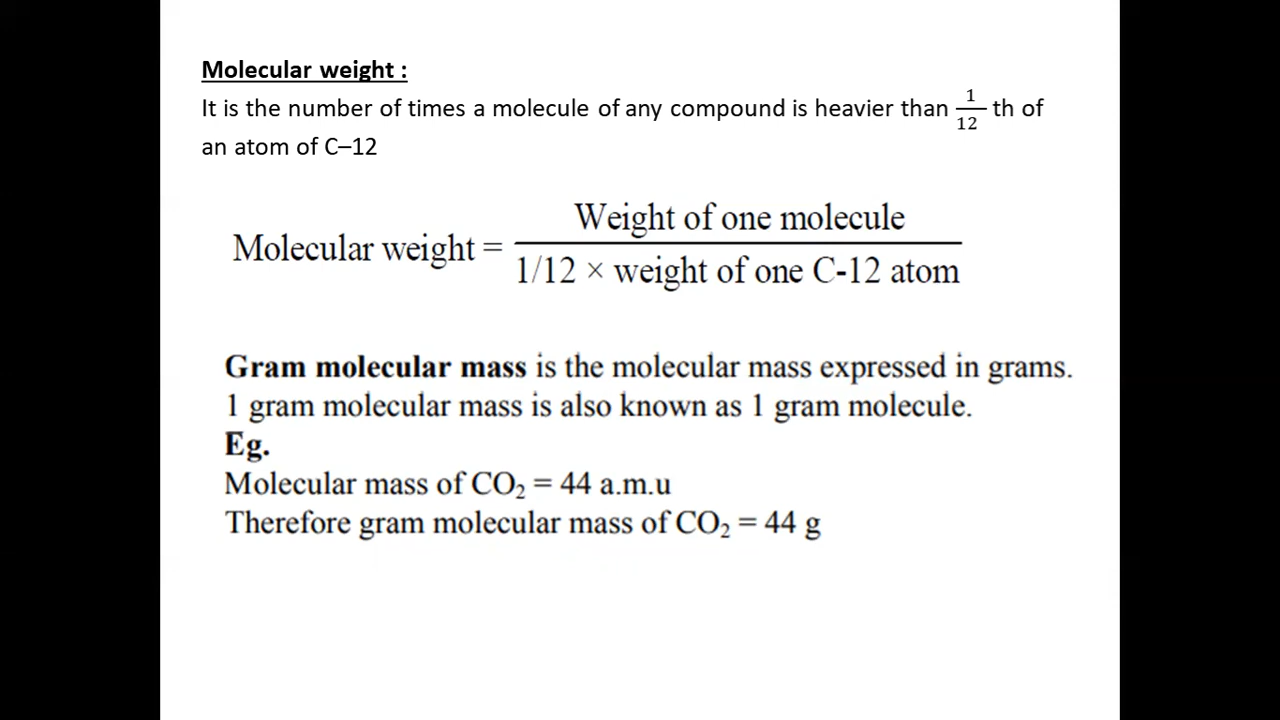 Molecular weight :
It is the number of times a molecule of any compound is heavier than 1/12 th of
an atom of C–12
Molecular weight = Weight of one molecule / 1/12 × weight of one C-12 atom
Gram molecular mass is the molecular mass expressed in grams.
1 gram molecular mass is also known as 1 gram molecule.
Eg.
Molecular mass of CO₂ = 44 a.m.u
Therefore gram molecular mass of CO₂ = 44 g